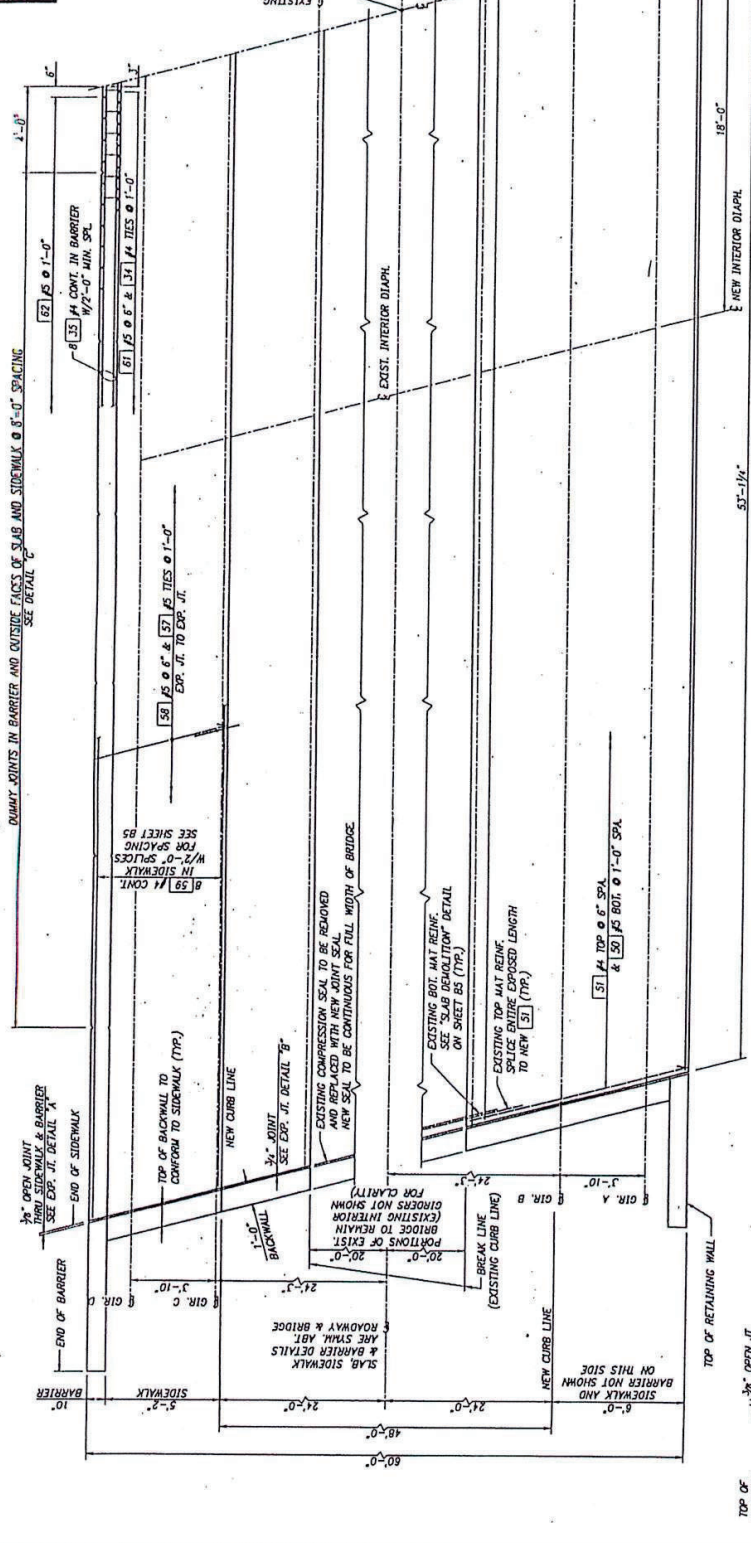 DUMMY JOINTS IN BARRIER AND OUTSIDE FACES OF SLAB AND SIDEWALK @ 8'-0" SPACING
SEE DETAIL "C"
6"
3"
62 #5 @ 1'-0"
8 35 #4 CONT. IN BARRIER
W/2'-0" MIN. SPL.
61 #5 @ 6" & 34 #4 TIES @ 1'-0"
58 #5 @ 6" & 57 #5 TIES @ 1'-0"
EXP. JT. TO EXP. JT.
8 59 #4 CONT.
IN SIDEWALK
W/2'-0" SPLICES
FOR SPACING
SEE SHEET B5
⅜" OPEN JOINT
THRU SIDEWALK & BARRIER
SEE EXP. JT. DETAIL "A"
END OF SIDEWALK
END OF BARRIER
TOP OF BACKWALL TO
CONFORM TO SIDEWALK (TYP.)
NEW CURB LINE
¾" JOINT
SEE EXP. JT. DETAIL "B"
1'-0"
BACKWALL
EXISTING COMPRESSION SEAL TO BE REMOVED
AND REPLACED WITH NEW JOINT SEAL.
NEW SEAL TO BE CONTINUOUS FOR FULL WIDTH OF BRIDGE.
EXISTING
℄ EXIST. INTERIOR DIAPH.
℄ NEW INTERIOR DIAPH.
18'-0"
53'-1¼"
EXISTING BOT. MAT REINF.
SEE "SLAB DEMOLITION" DETAIL
ON SHEET B5 (TYP.)
EXISTING TOP MAT REINF.
SPLICE ENTIRE EXPOSED LENGTH
TO NEW 51 (TYP.)
51 #4 TOP @ 6" SPA.
& 50 #5 BOT. @ 1'-0" SPA.
℄ GIR. D
℄ GIR. C
3'-10"
24'-3"
20'-0"
20'-0"
PORTIONS OF EXIST.
BRIDGE TO REMAIN
(EXISTING INTERIOR
GIRDERS NOT SHOWN
FOR CLARITY)
24'-3"
3'-10"
℄ GIR. B
℄ GIR. A
BREAK LINE
(EXISTING CURB LINE)
NEW CURB LINE
SLAB, SIDEWALK
& BARRIER DETAILS
ARE SYMM. ABT.
℄ ROADWAY & BRIDGE
10"
BARRIER
5'-2"
SIDEWALK
24'-0"
24'-0"
48'-0"
60'-0"
6'-0"
SIDEWALK AND
BARRIER NOT SHOWN
ON THIS SIDE
TOP OF RETAINING WALL
TOP OF
⅜" OPEN JT.